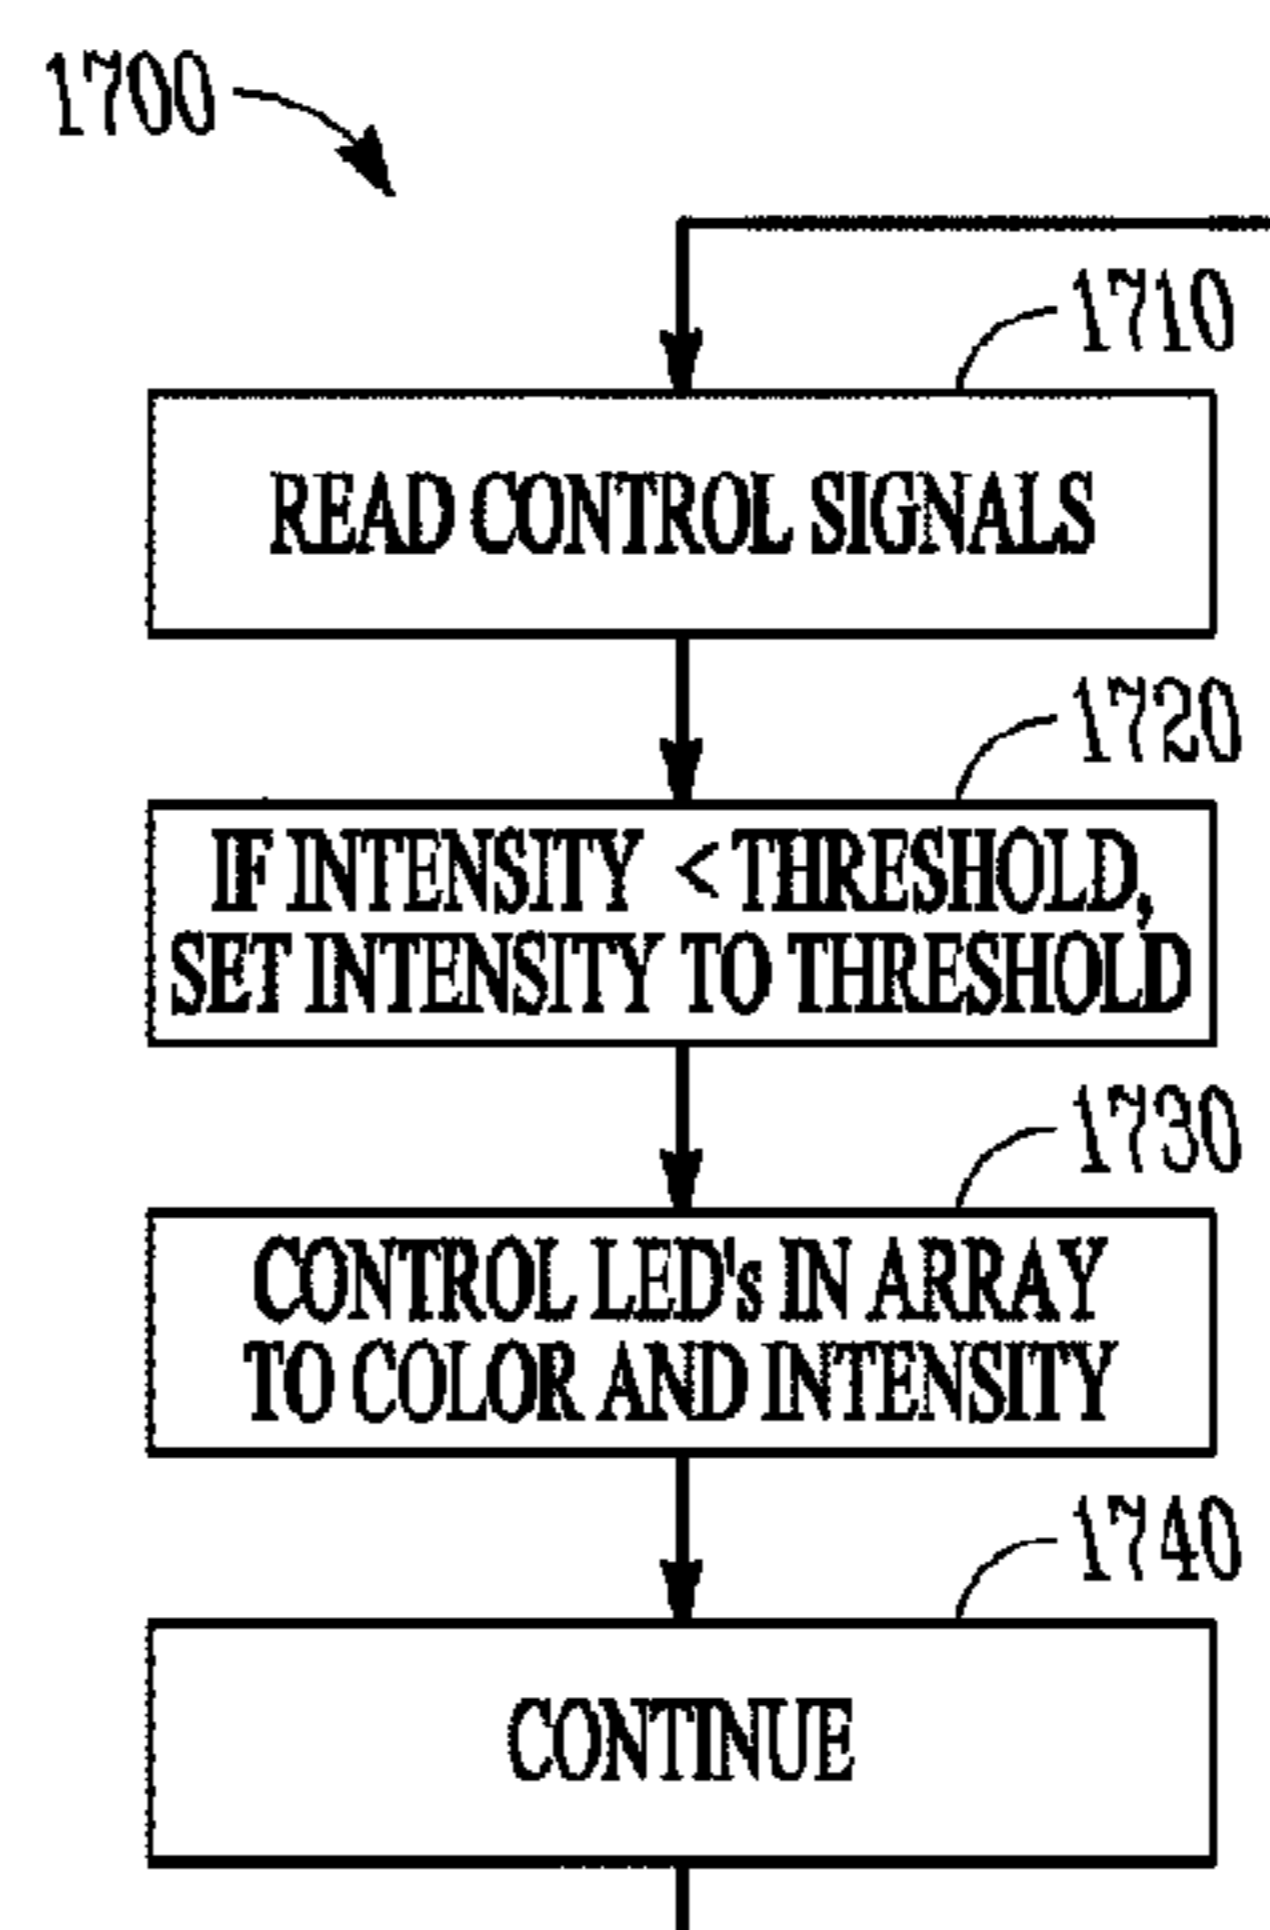 1700
1710
READ CONTROL SIGNALS
1720
IF INTENSITY < THRESHOLD,
SET INTENSITY TO THRESHOLD
1730
CONTROL LED's IN ARRAY
TO COLOR AND INTENSITY
1740
CONTINUE